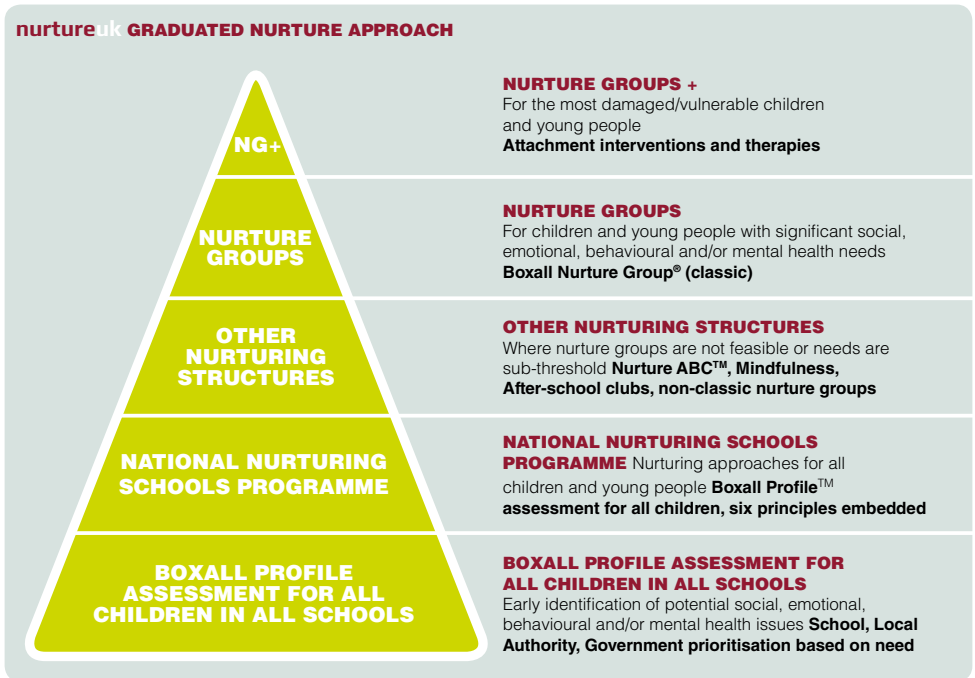 nurtureuk GRADUATED NURTURE APPROACH
NG+
NURTURE GROUPS +
For the most damaged/vulnerable children
and young people
Attachment interventions and therapies
NURTURE
GROUPS
NURTURE GROUPS
For children and young people with significant social,
emotional, behavioural and/or mental health needs
Boxall Nurture Group® (classic)
OTHER
NURTURING
STRUCTURES
OTHER NURTURING STRUCTURES
Where nurture groups are not feasible or needs are
sub-threshold Nurture ABC™, Mindfulness,
After-school clubs, non-classic nurture groups
NATIONAL NURTURING
SCHOOLS PROGRAMME
NATIONAL NURTURING SCHOOLS
PROGRAMME Nurturing approaches for all
children and young people Boxall Profile™
assessment for all children, six principles embedded
BOXALL PROFILE
ASSESSMENT FOR ALL
CHILDREN IN ALL SCHOOLS
BOXALL PROFILE ASSESSMENT FOR
ALL CHILDREN IN ALL SCHOOLS
Early identification of potential social, emotional,
behavioural and/or mental health issues School, Local
Authority, Government prioritisation based on need